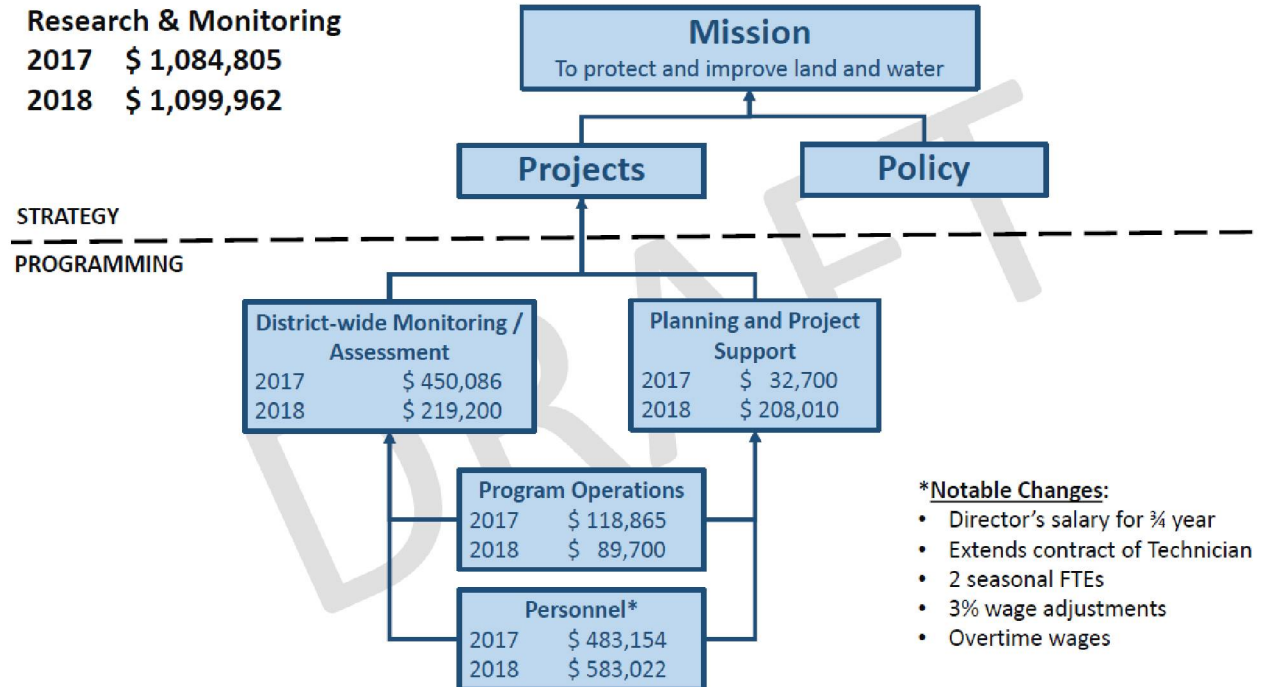 Research & Monitoring
2017 $ 1,084,805
2018 $ 1,099,962
Mission
To protect and improve land and water
Projects
Policy
STRATEGY
PROGRAMMING
District-wide Monitoring /
Assessment
2017 $ 450,086
2018 $ 219,200
Planning and Project
Support
2017 $ 32,700
2018 $ 208,010
Program Operations
2017 $ 118,865
2018 $ 89,700
Personnel*
2017 $ 483,154
2018 $ 583,022
*Notable Changes:
• Director’s salary for ¾ year
• Extends contract of Technician
• 2 seasonal FTEs
• 3% wage adjustments
• Overtime wages
DRAFT